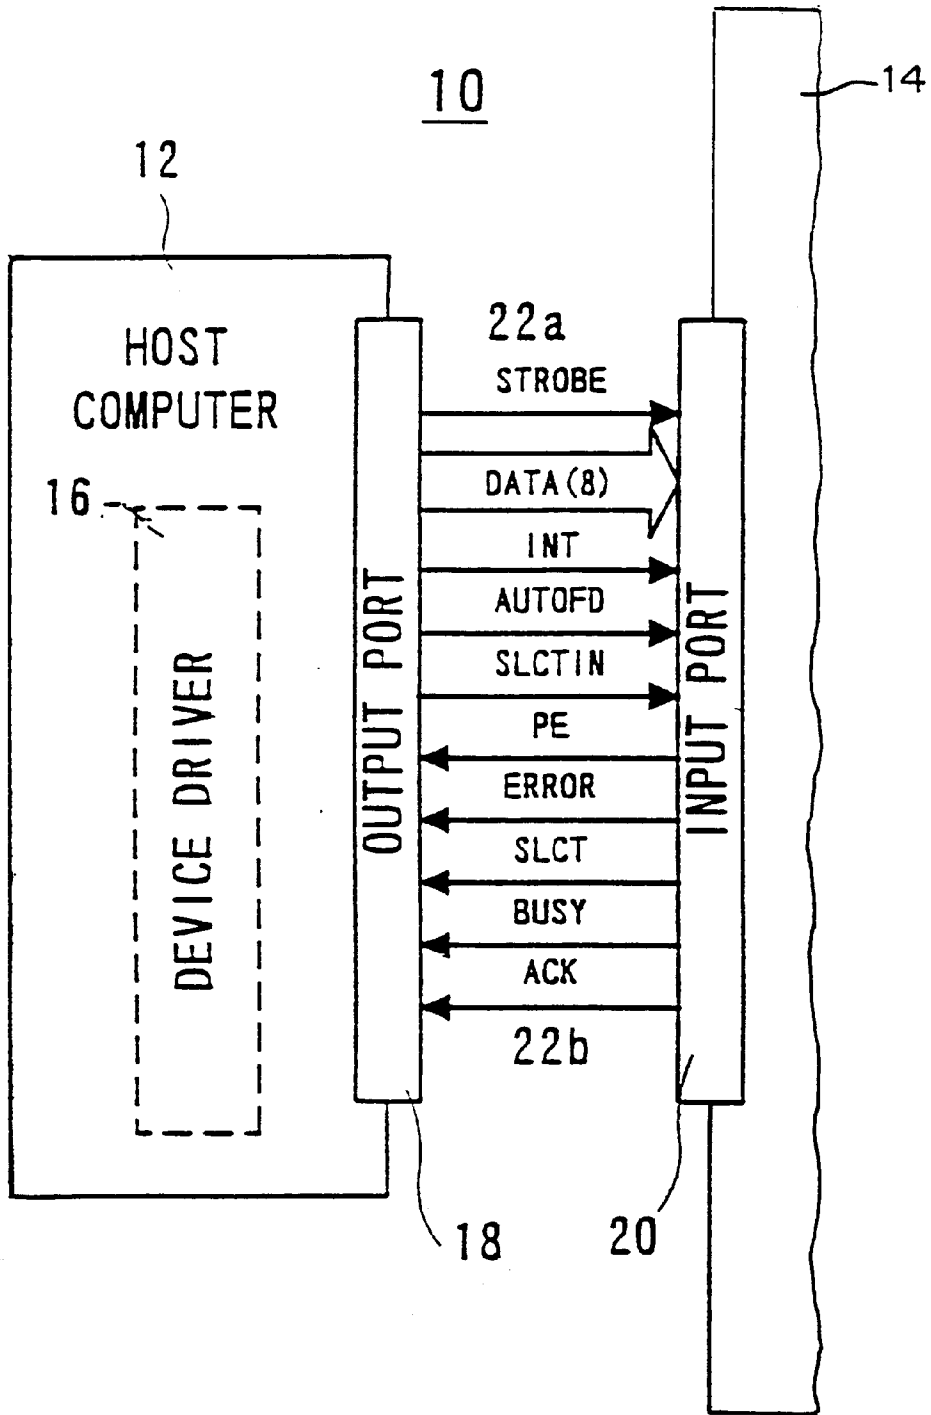 10
14
12
HOST
COMPUTER
22a
STROBE
DATA(8)
16
INT
AUTOFD
SLCTIN
PE
ERROR
SLCT
BUSY
ACK
22b
DEVICE DRIVER
OUTPUT PORT
INPUT PORT
18
20